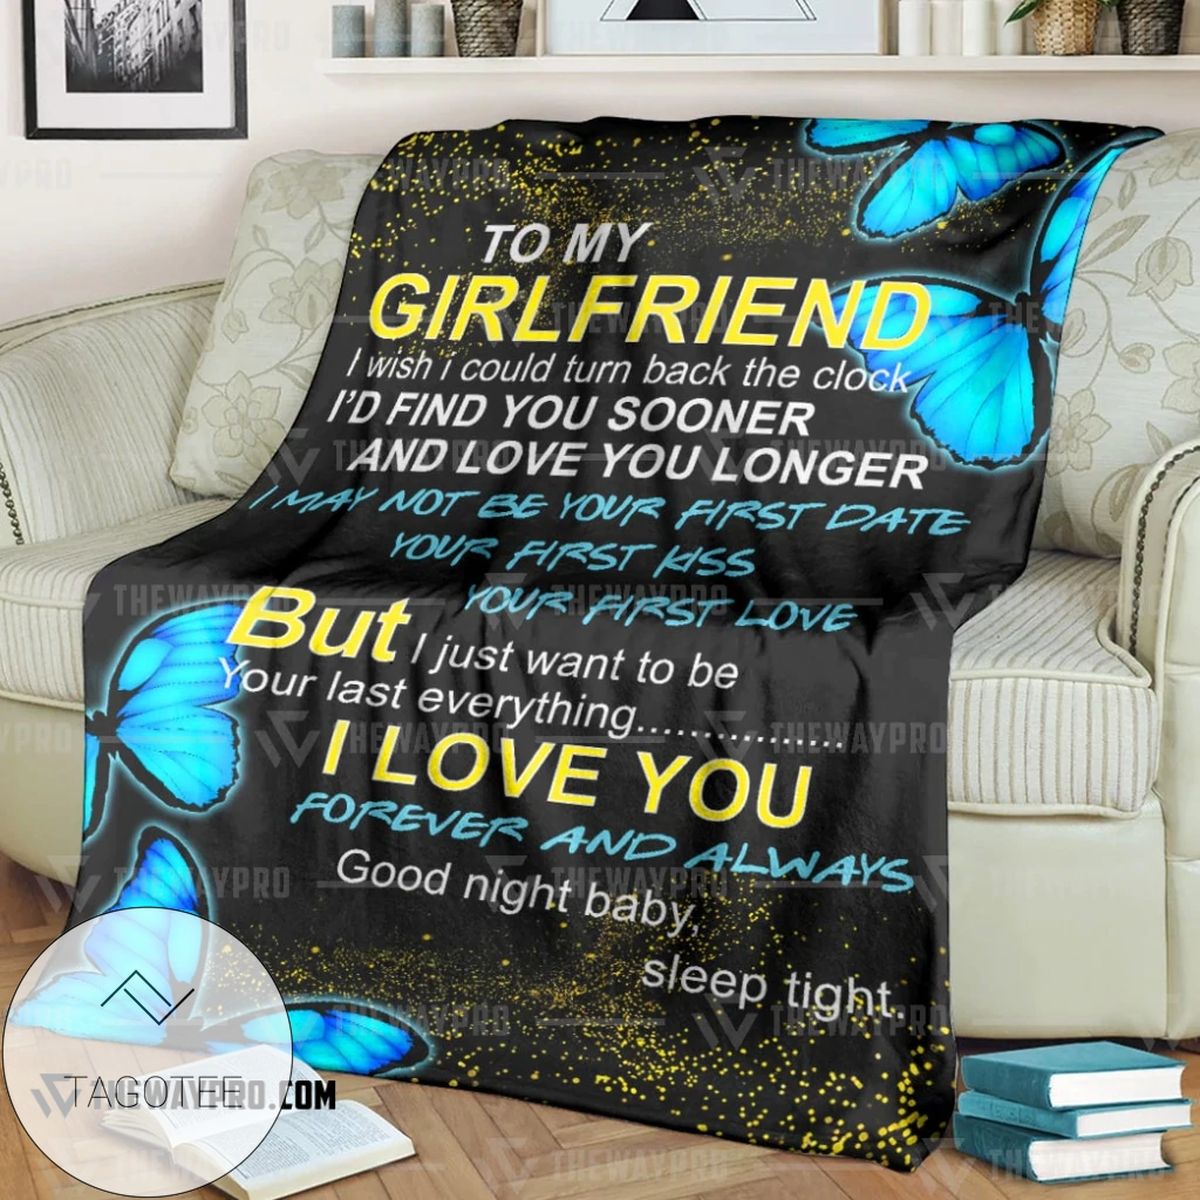 TO MY
GIRLFRIEND
I wish i could turn back the clock
I'D FIND YOU SOONER
AND LOVE YOU LONGER
I MAY NOT BE YOUR FIRST DATE
YOUR FIRST KISS
YOUR FIRST LOVE
But I just want to be
Your last everything................
I LOVE YOU
FOREVER AND ALWAYS
Good night baby,
sleep tight.
TAGOTEE
THEWAYPRO.COM
THEWAYPRO